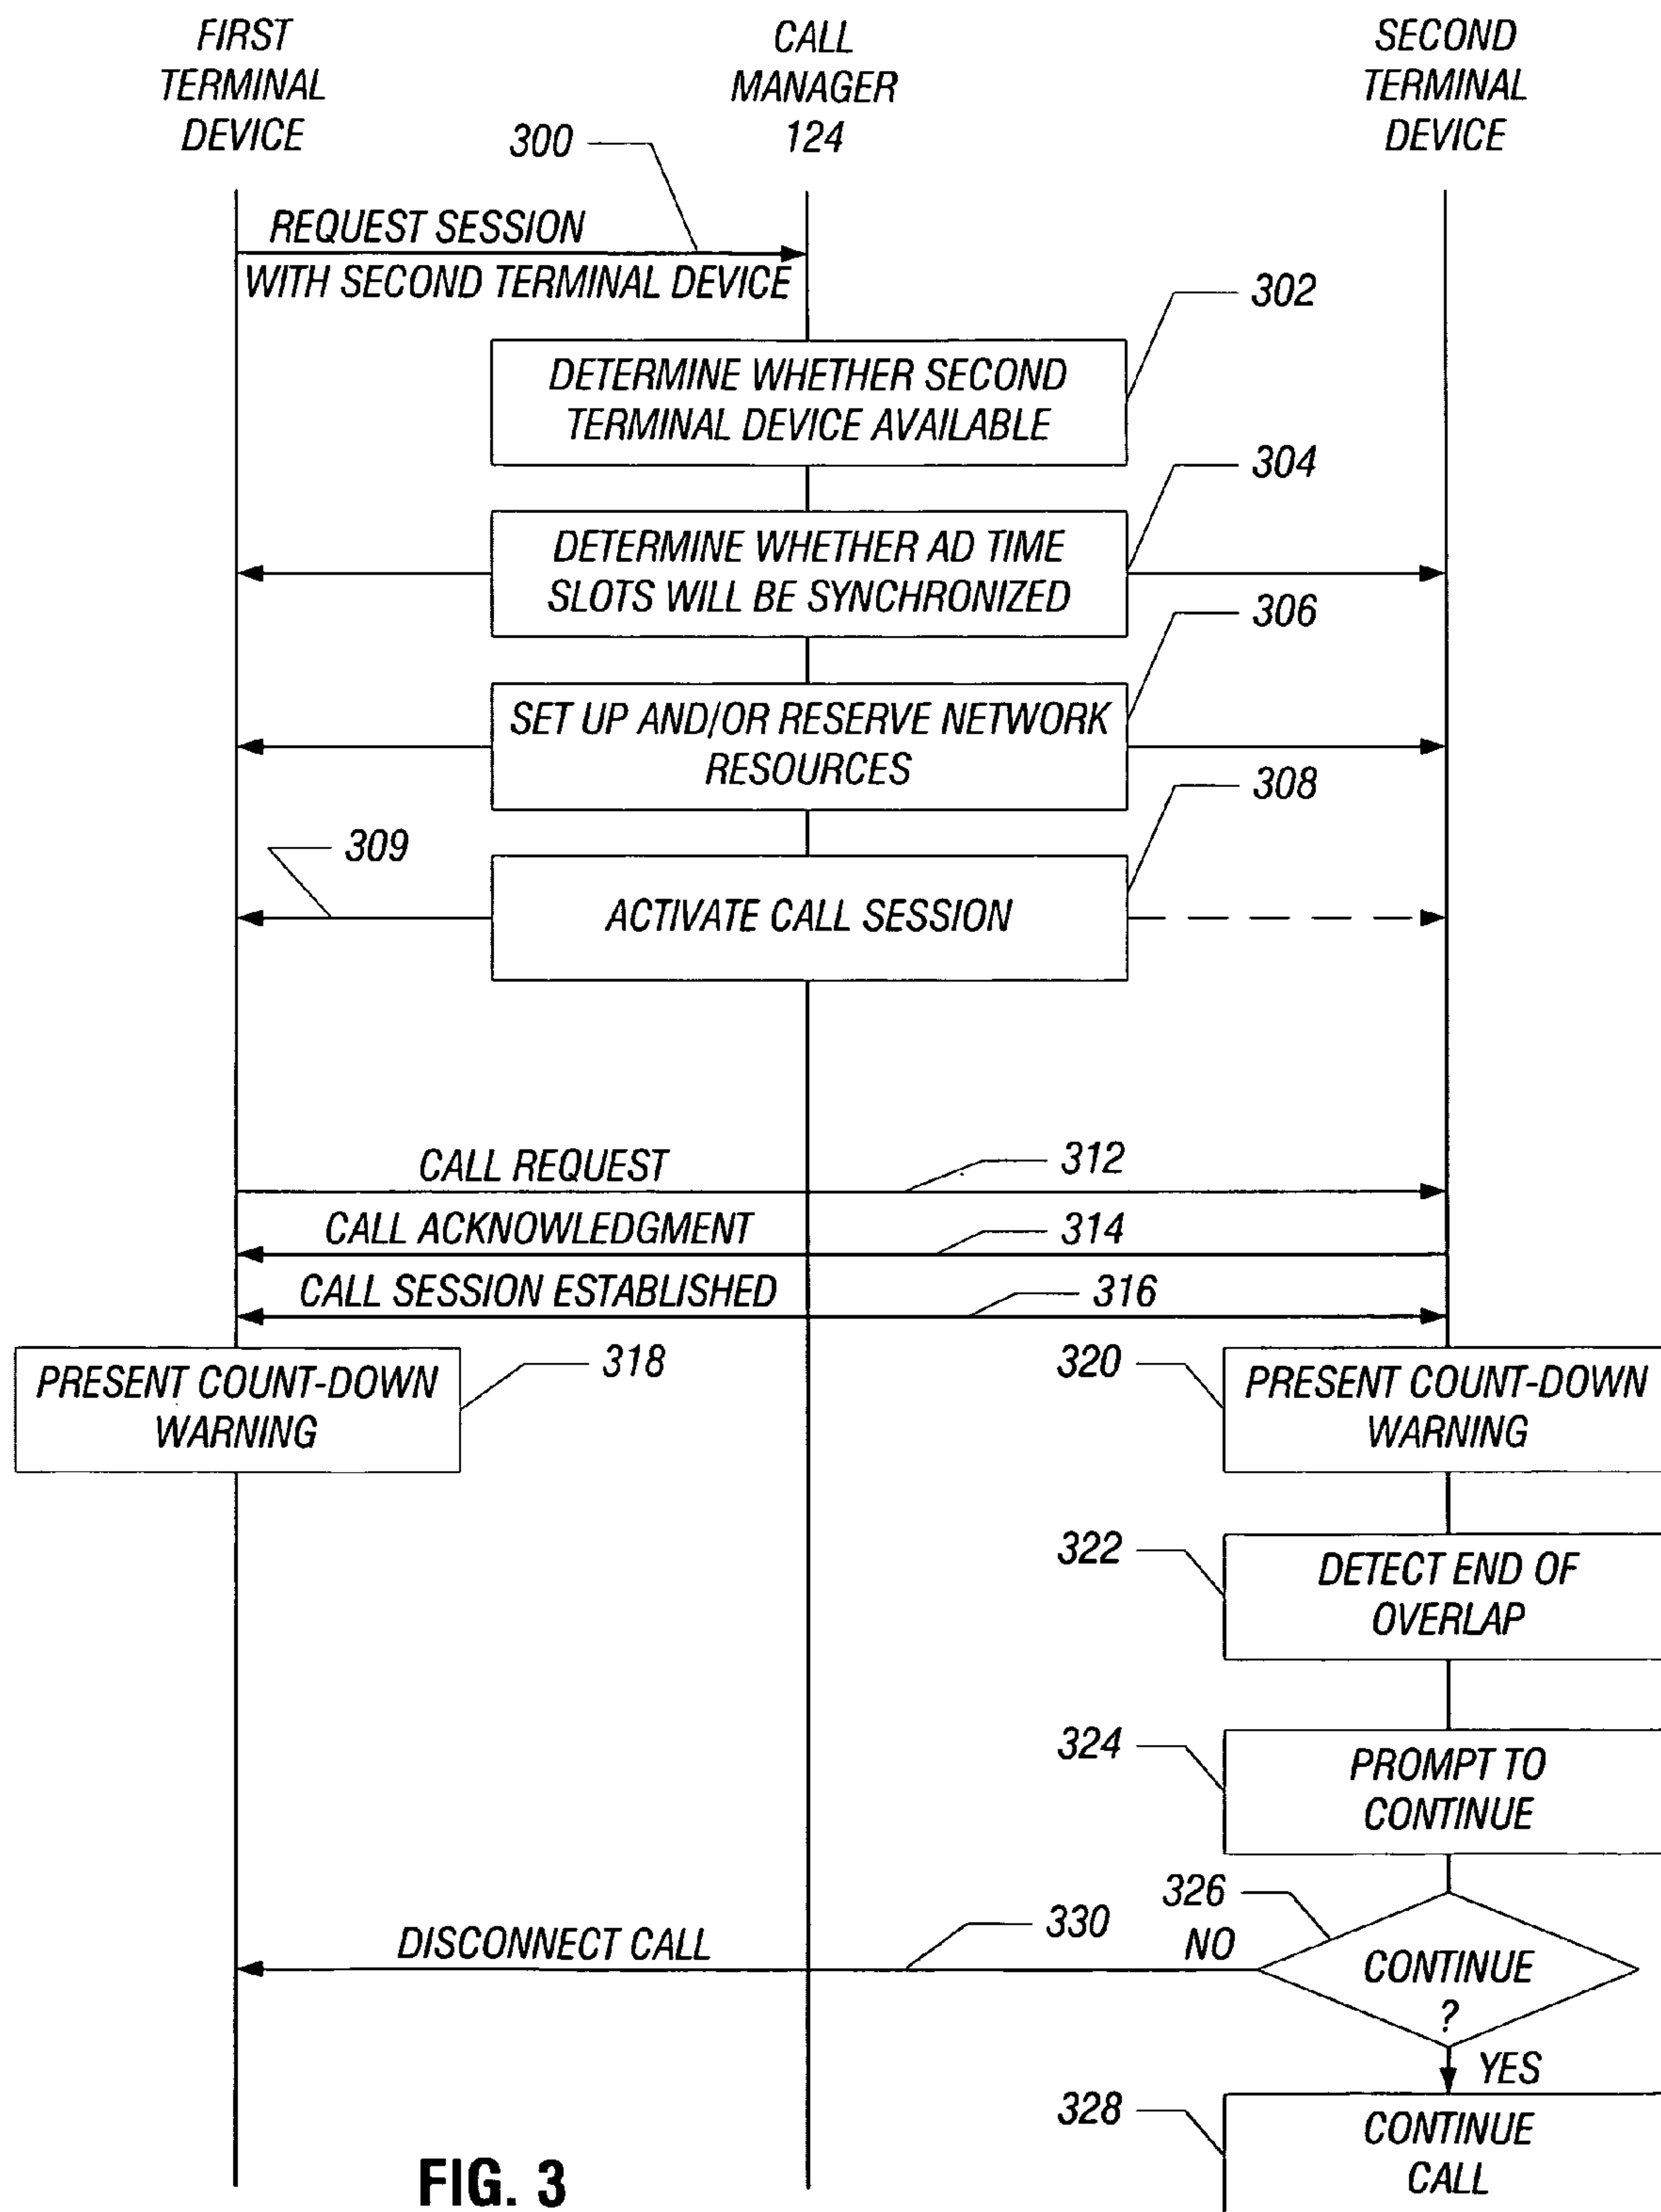 FIRST
TERMINAL
DEVICE
CALL
MANAGER
124
SECOND
TERMINAL
DEVICE
300
REQUEST SESSION
WITH SECOND TERMINAL DEVICE
302
DETERMINE WHETHER SECOND
TERMINAL DEVICE AVAILABLE
304
DETERMINE WHETHER AD TIME
SLOTS WILL BE SYNCHRONIZED
306
SET UP AND/OR RESERVE NETWORK
RESOURCES
308
309
ACTIVATE CALL SESSION
CALL REQUEST
312
CALL ACKNOWLEDGMENT
314
CALL SESSION ESTABLISHED
316
PRESENT COUNT-DOWN
WARNING
318
320
PRESENT COUNT-DOWN
WARNING
322
DETECT END OF
OVERLAP
324
PROMPT TO
CONTINUE
326
DISCONNECT CALL
330
NO
CONTINUE
?
YES
328
CONTINUE
CALL
FIG. 3